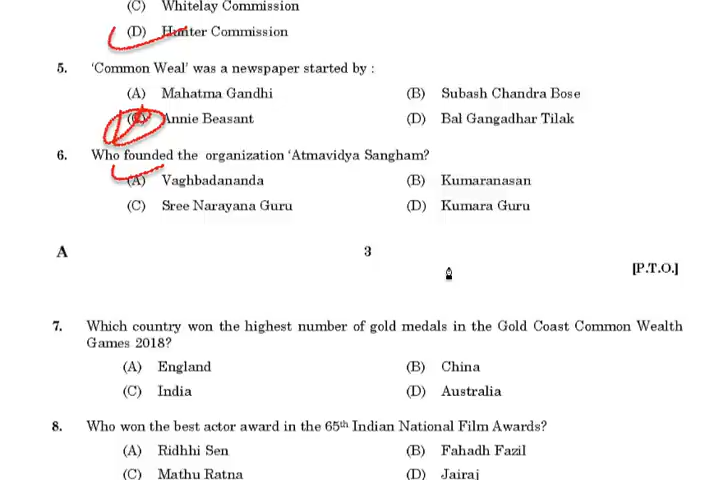 (C) Whitelay Commission
(D) Hunter Commission
5. 'Common Weal' was a newspaper started by :
(A) Mahatma Gandhi (B) Subash Chandra Bose
(C) Annie Beasant (D) Bal Gangadhar Tilak
6. Who founded the organization 'Atmavidya Sangham?
(A) Vaghbadananda (B) Kumaranasan
(C) Sree Narayana Guru (D) Kumara Guru
A 3
[P.T.O.]
7. Which country won the highest number of gold medals in the Gold Coast Common Wealth
Games 2018?
(A) England (B) China
(C) India (D) Australia
8. Who won the best actor award in the 65th Indian National Film Awards?
(A) Ridhhi Sen (B) Fahadh Fazil
(C) Mathu Ratna (D) Jairaj